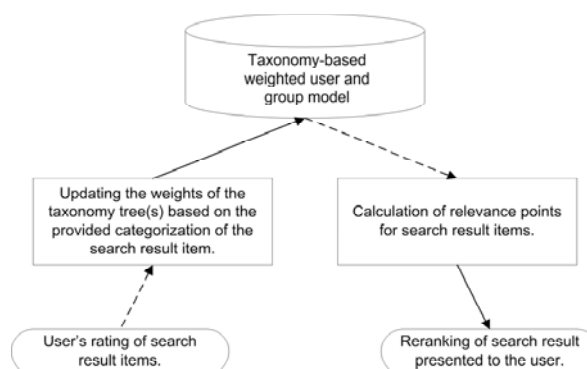 Taxonomy-based
weighted user and
group model
Updating the weights of the
taxonomy tree(s) based on the
provided categorization of the
search result item.
Calculation of relevance points
for search result items.
User's rating of search
result items.
Reranking of search result
presented to the user.